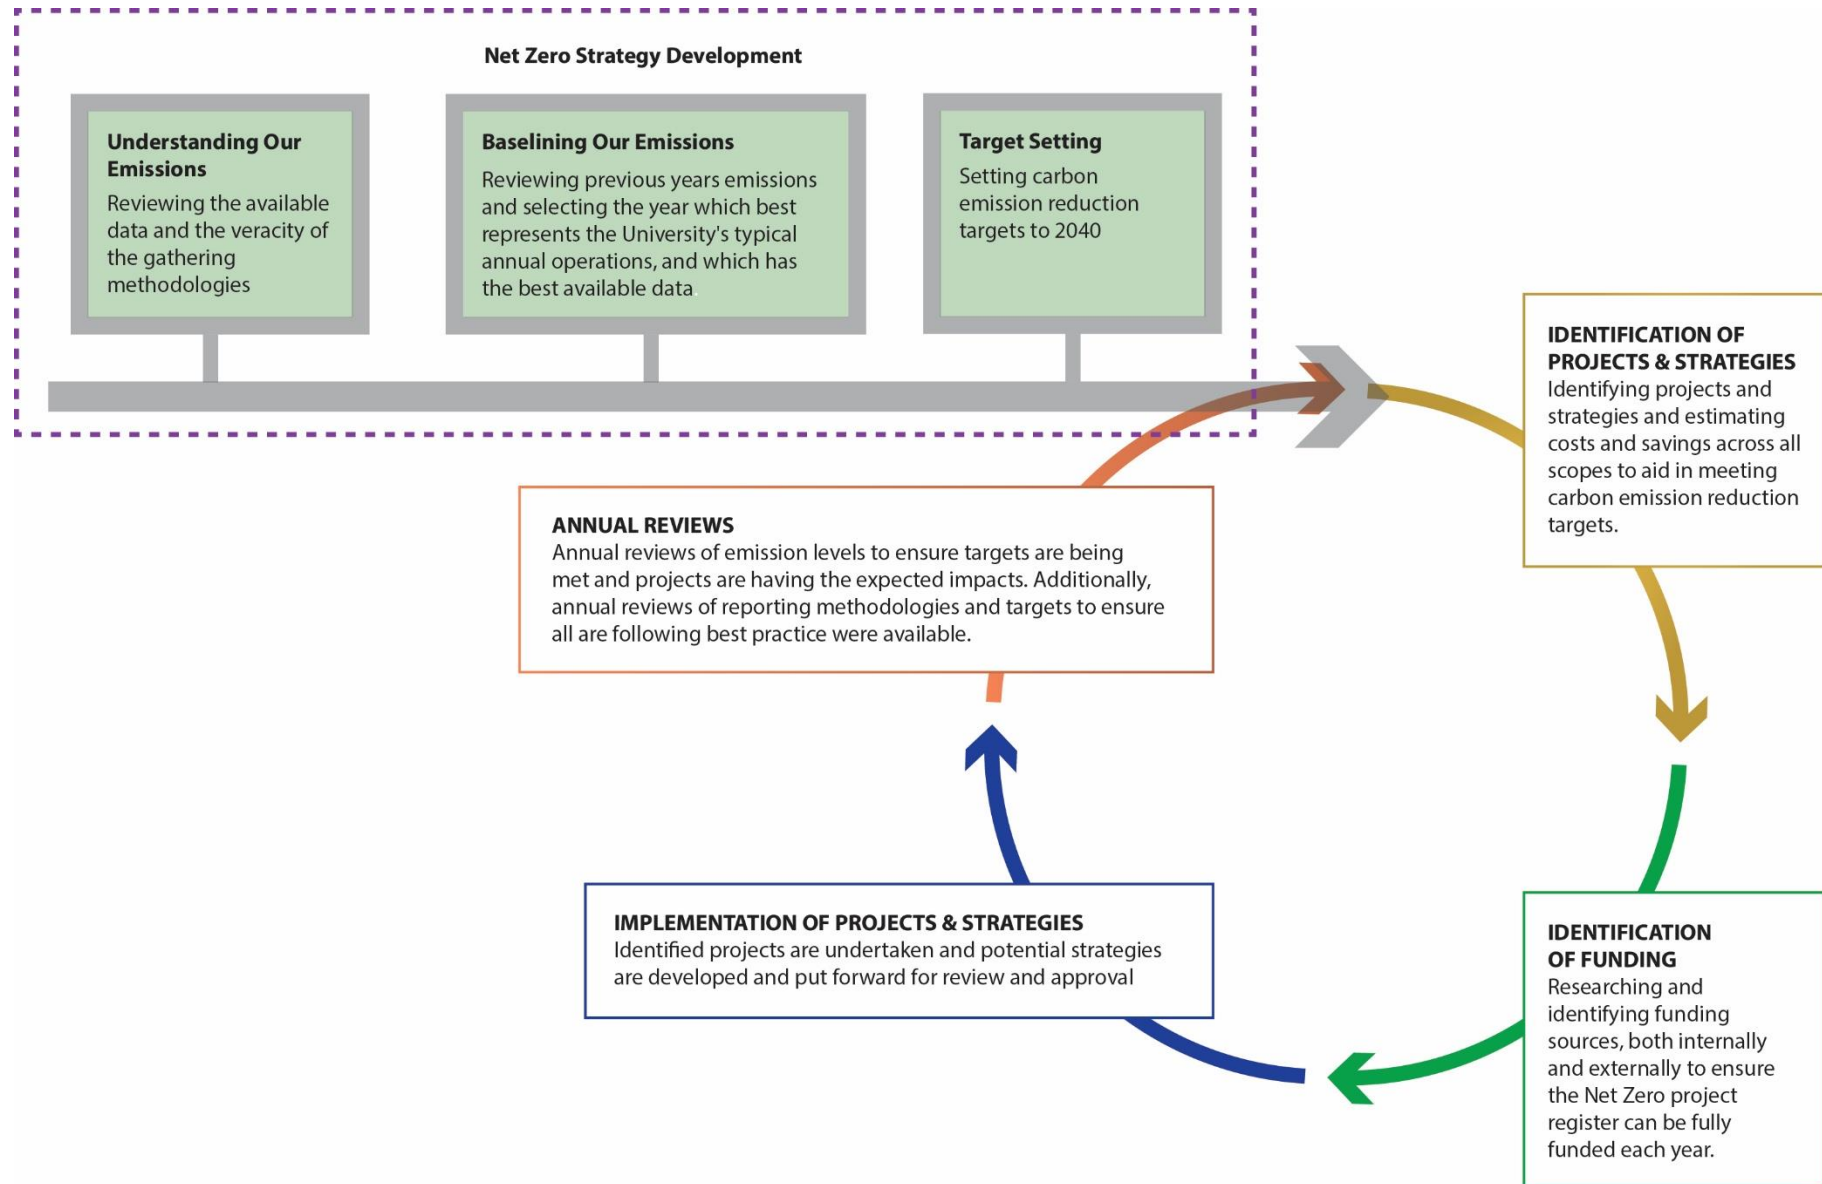 Net Zero Strategy Development
Understanding Our
Emissions
Reviewing the available
data and the veracity of
the gathering
methodologies
Baselining Our Emissions
Reviewing previous years emissions
and selecting the year which best
represents the University's typical
annual operations, and which has
the best available data.
Target Setting
Setting carbon
emission reduction
targets to 2040
IDENTIFICATION OF
PROJECTS & STRATEGIES
Identifying projects and
strategies and estimating
costs and savings across all
scopes to aid in meeting
carbon emission reduction
targets.
ANNUAL REVIEWS
Annual reviews of emission levels to ensure targets are being
met and projects are having the expected impacts. Additionally,
annual reviews of reporting methodologies and targets to ensure
all are following best practice were available.
IMPLEMENTATION OF PROJECTS & STRATEGIES
Identified projects are undertaken and potential strategies
are developed and put forward for review and approval
IDENTIFICATION
OF FUNDING
Researching and
identifying funding
sources, both internally
and externally to ensure
the Net Zero project
register can be fully
funded each year.